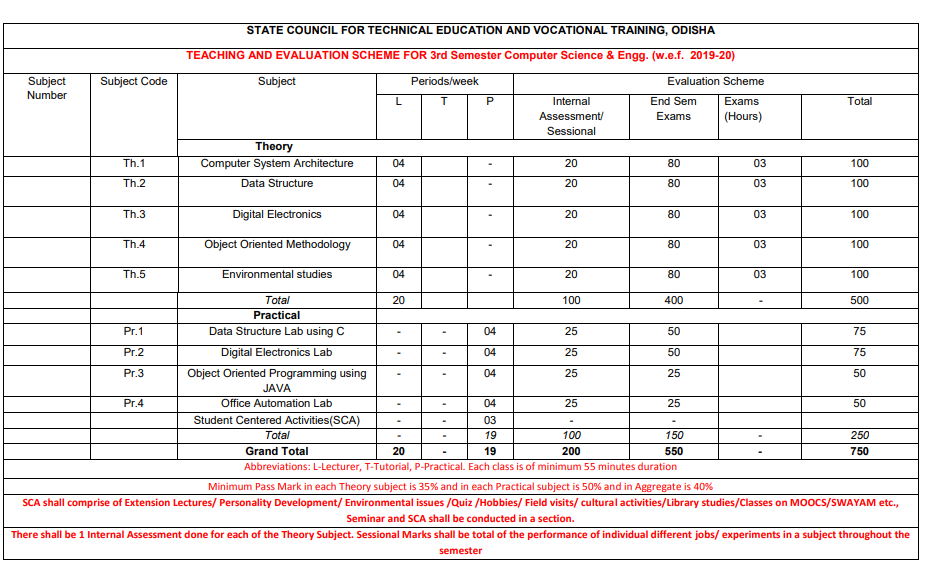 STATE COUNCIL FOR TECHNICAL EDUCATION AND VOCATIONAL TRAINING, ODISHA
TEACHING AND EVALUATION SCHEME FOR 3rd Semester Computer Science & Engg. (w.e.f. 2019-20)
Subject Number Subject Code Subject Periods/week Evaluation Scheme
L T P Internal Assessment/ Sessional End Sem Exams Exams (Hours) Total
Theory
Th.1 Computer System Architecture 04 - 20 80 03 100
Th.2 Data Structure 04 - 20 80 03 100
Th.3 Digital Electronics 04 - 20 80 03 100
Th.4 Object Oriented Methodology 04 - 20 80 03 100
Th.5 Environmental studies 04 - 20 80 03 100
Total 20 100 400 - 500
Practical
Pr.1 Data Structure Lab using C - - 04 25 50 75
Pr.2 Digital Electronics Lab - - 04 25 50 75
Pr.3 Object Oriented Programming using JAVA - - 04 25 25 50
Pr.4 Office Automation Lab - - 04 25 25 50
Student Centered Activities(SCA) - - 03 - -
Total - - 19 100 150 - 250
Grand Total 20 - 19 200 550 - 750
Abbreviations: L-Lecturer, T-Tutorial, P-Practical. Each class is of minimum 55 minutes duration
Minimum Pass Mark in each Theory subject is 35% and in each Practical subject is 50% and in Aggregate is 40%
SCA shall comprise of Extension Lectures/ Personality Development/ Environmental issues /Quiz /Hobbies/ Field visits/ cultural activities/Library studies/Classes on MOOCS/SWAYAM etc.,
Seminar and SCA shall be conducted in a section.
There shall be 1 Internal Assessment done for each of the Theory Subject. Sessional Marks shall be total of the performance of individual different jobs/ experiments in a subject throughout the
semester